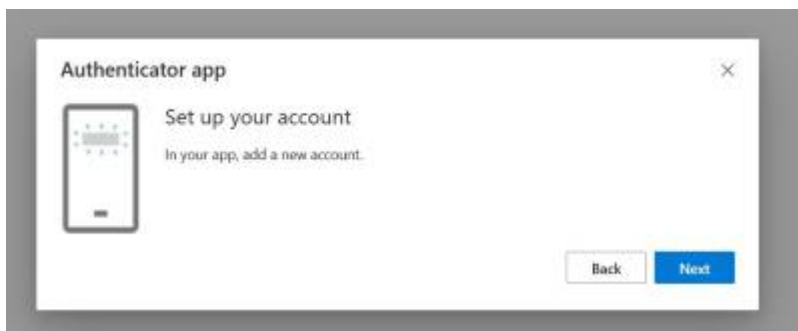 Authenticator app
Set up your account
In your app, add a new account.
Back
Next